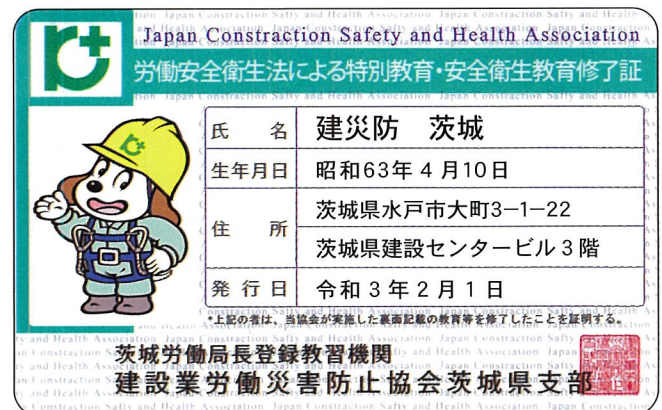 Japan Constraction Safety and Health Association
労働安全衛生法による特別教育・安全衛生教育修了証
氏 名 建災防 茨城
生年月日 昭和63年4月10日
住 所 茨城県水戸市大町3−1−22
茨城県建設センタービル3階
発行日 令和3年2月1日
*上記の者は、当協会が実施した裏面記載の教育等を修了したことを証明する。
茨城労働局長登録教習機関
建設業労働災害防止協会茨城県支部